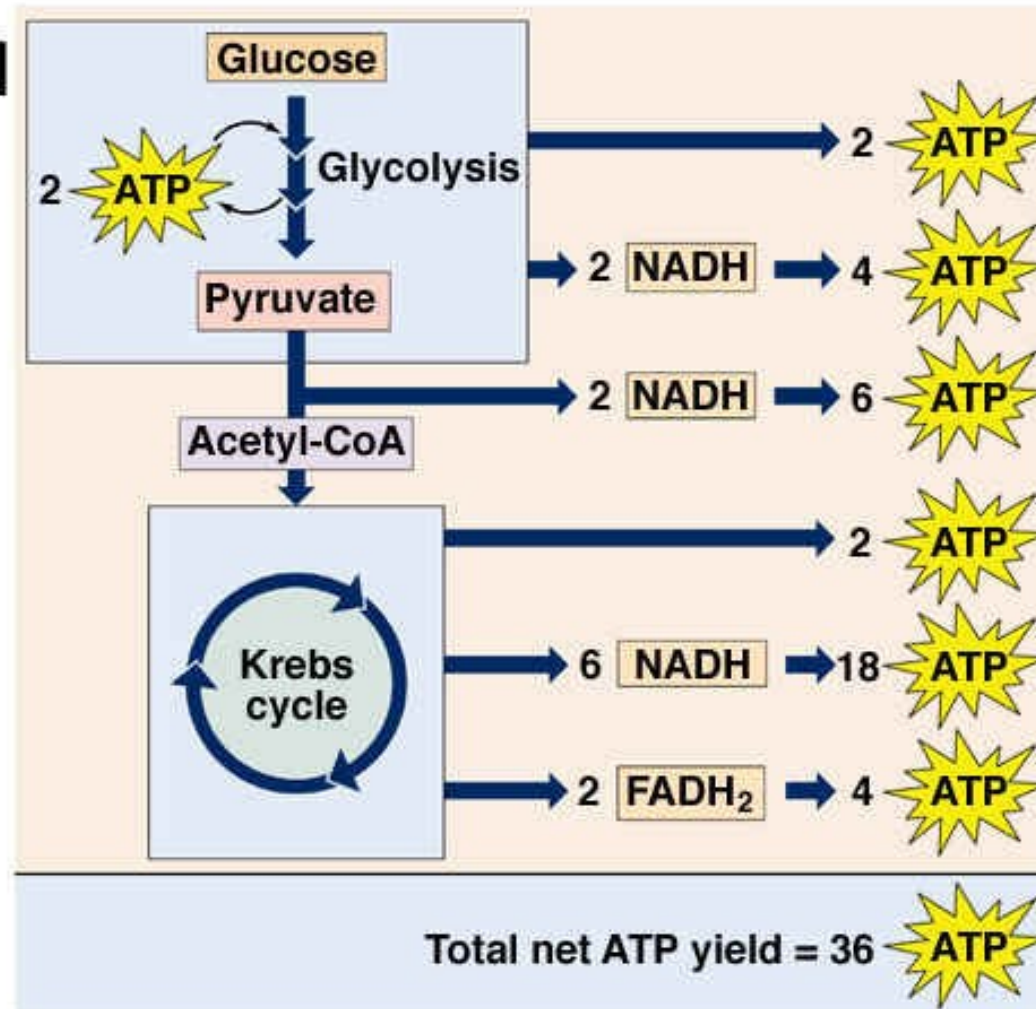 Glucose
2 ATP
Glycolysis
2 ATP
2 NADH 4 ATP
Pyruvate
2 NADH 6 ATP
Acetyl-CoA
2 ATP
Krebs
cycle
6 NADH 18 ATP
2 FADH₂ 4 ATP
Total net ATP yield = 36 ATP